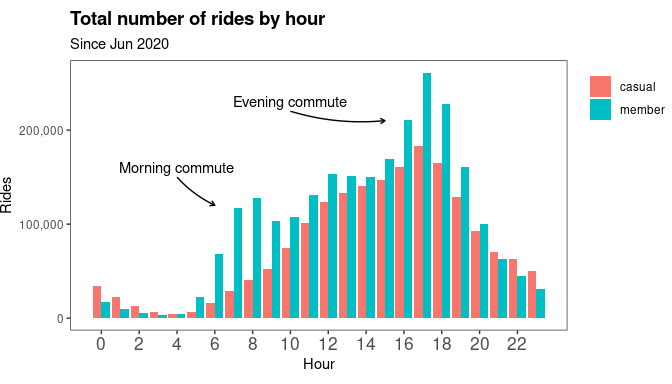 Total number of rides by hour
Since Jun 2020
casual
member
Evening commute
Morning commute
Rides
200,000
100,000
0
0 2 4 6 8 10 12 14 16 18 20 22
Hour